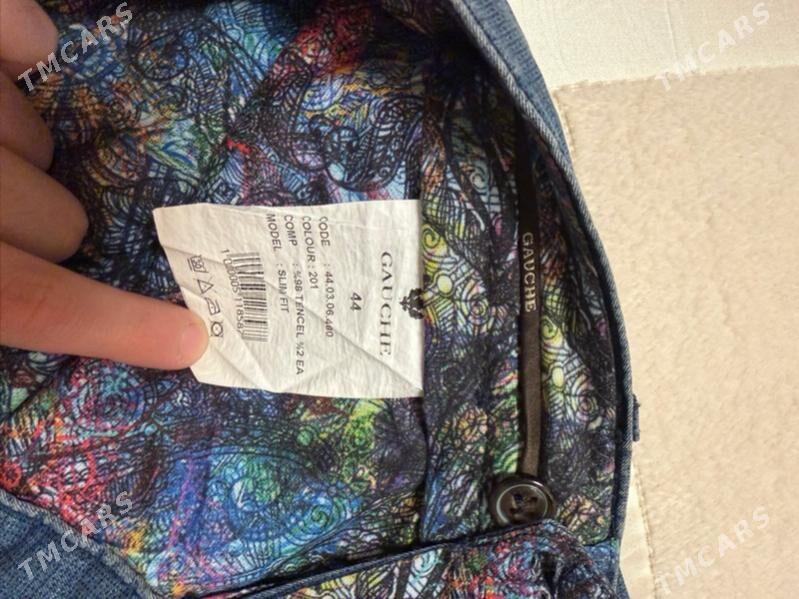 GAUCHE
44
CODE : 44.03.06.480
COLOUR : 201
COMP : %98 TENCEL %2 EA
MODEL : SLIM FIT
GAUCHE
TMCARS
TMCARS
TMCARS
TMCARS
TMCARS